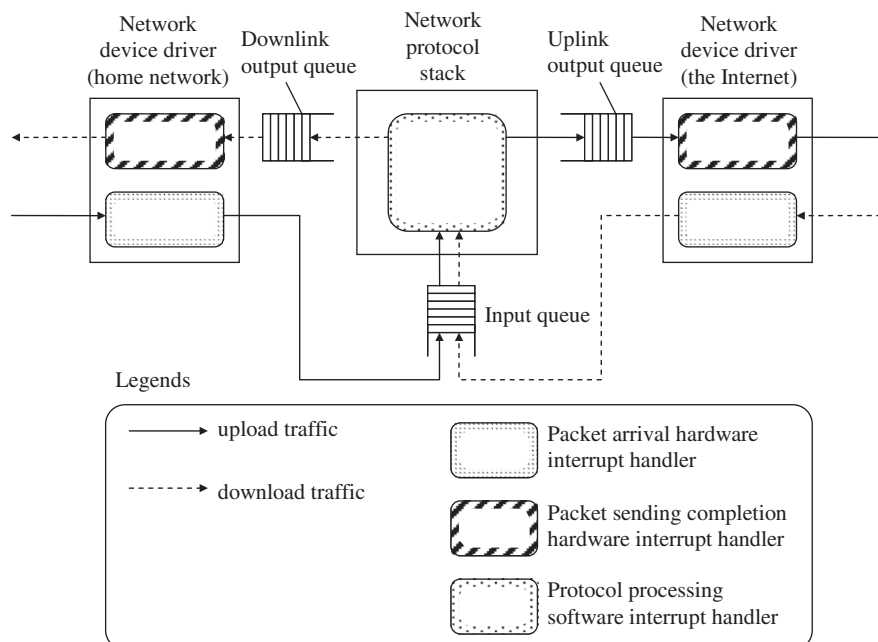 Network
device driver
(home network)
Downlink
output queue
Network
protocol
stack
Uplink
output queue
Network
device driver
(the Internet)
Input queue
Legends
upload traffic
download traffic
Packet arrival hardware
interrupt handler
Packet sending completion
hardware interrupt handler
Protocol processing
software interrupt handler